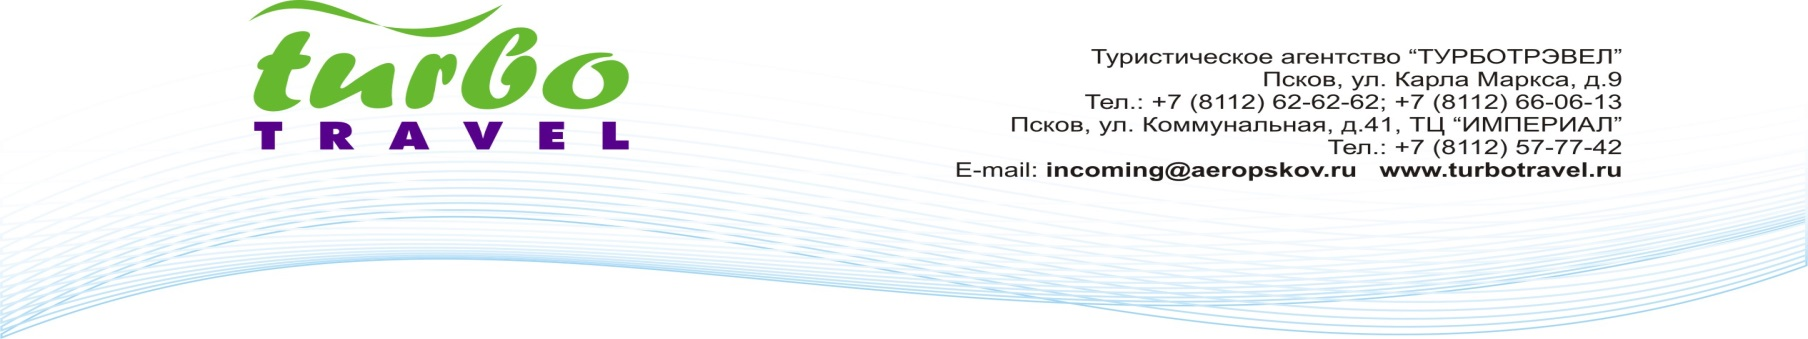 turbo
TRAVEL
Туристическое агентство “ТУРБОТРЭВЕЛ”
Псков, ул. Карла Маркса, д.9
Тел.: +7 (8112) 62-62-62; +7 (8112) 66-06-13
Псков, ул. Коммунальная, д.41, ТЦ “ИМПЕРИАЛ”
Тел.: +7 (8112) 57-77-42
E-mail: incoming@aeropskov.ru www.turbotravel.ru